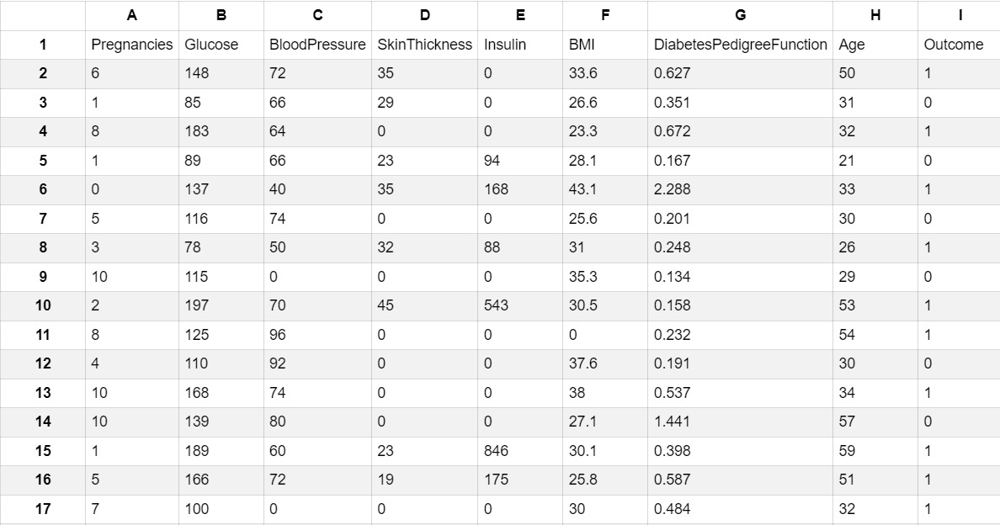 A B C D E F G H I
1 Pregnancies Glucose BloodPressure SkinThickness Insulin BMI DiabetesPedigreeFunction Age Outcome
2 6 148 72 35 0 33.6 0.627 50 1
3 1 85 66 29 0 26.6 0.351 31 0
4 8 183 64 0 0 23.3 0.672 32 1
5 1 89 66 23 94 28.1 0.167 21 0
6 0 137 40 35 168 43.1 2.288 33 1
7 5 116 74 0 0 25.6 0.201 30 0
8 3 78 50 32 88 31 0.248 26 1
9 10 115 0 0 0 35.3 0.134 29 0
10 2 197 70 45 543 30.5 0.158 53 1
11 8 125 96 0 0 0 0.232 54 1
12 4 110 92 0 0 37.6 0.191 30 0
13 10 168 74 0 0 38 0.537 34 1
14 10 139 80 0 0 27.1 1.441 57 0
15 1 189 60 23 846 30.1 0.398 59 1
16 5 166 72 19 175 25.8 0.587 51 1
17 7 100 0 0 0 30 0.484 32 1